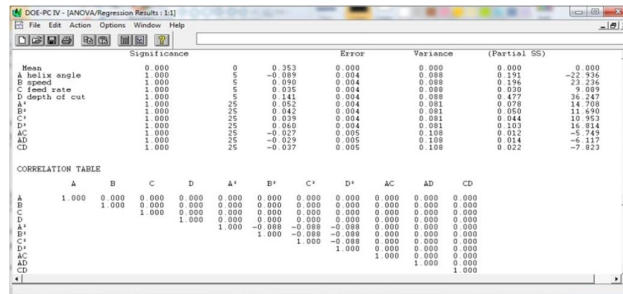 DOE-PC IV - [ANOVA/Regression Results : 1:1]
File Edit Action Options Window Help
Significance Error Variance (Partial SS)
Mean 0.000 0 0.353 0.000 0.000 0.000 0.000
A helix angle 1.000 5 -0.089 0.004 0.088 0.191 -22.936
B speed 1.000 5 0.090 0.004 0.088 0.196 23.236
C feed rate 1.000 5 0.035 0.004 0.088 0.030 9.089
D depth of cut 1.000 5 0.141 0.004 0.088 0.477 36.247
A² 1.000 25 0.052 0.004 0.081 0.078 14.708
B² 1.000 25 0.042 0.004 0.081 0.050 11.690
C² 1.000 25 0.039 0.004 0.081 0.044 10.953
D² 1.000 25 0.060 0.004 0.081 0.103 16.814
AC 1.000 25 -0.027 0.005 0.108 0.012 -5.749
AD 1.000 25 -0.029 0.005 0.108 0.014 -6.117
CD 1.000 25 -0.037 0.005 0.108 0.022 -7.823
CORRELATION TABLE
A B C D A² B² C² D² AC AD CD
A 1.000 0.000 0.000 0.000 0.000 0.000 0.000 0.000 0.000 0.000 0.000
B 1.000 0.000 0.000 0.000 0.000 0.000 0.000 0.000 0.000 0.000
C 1.000 0.000 0.000 0.000 0.000 0.000 0.000 0.000 0.000
D 1.000 0.000 0.000 0.000 0.000 0.000 0.000 0.000
A² 1.000 -0.088 -0.088 -0.088 0.000 0.000 0.000
B² 1.000 -0.088 -0.088 0.000 0.000 0.000
C² 1.000 -0.088 0.000 0.000 0.000
D² 1.000 0.000 0.000 0.000
AC 1.000 0.000 0.000
AD 1.000 0.000
CD 1.000